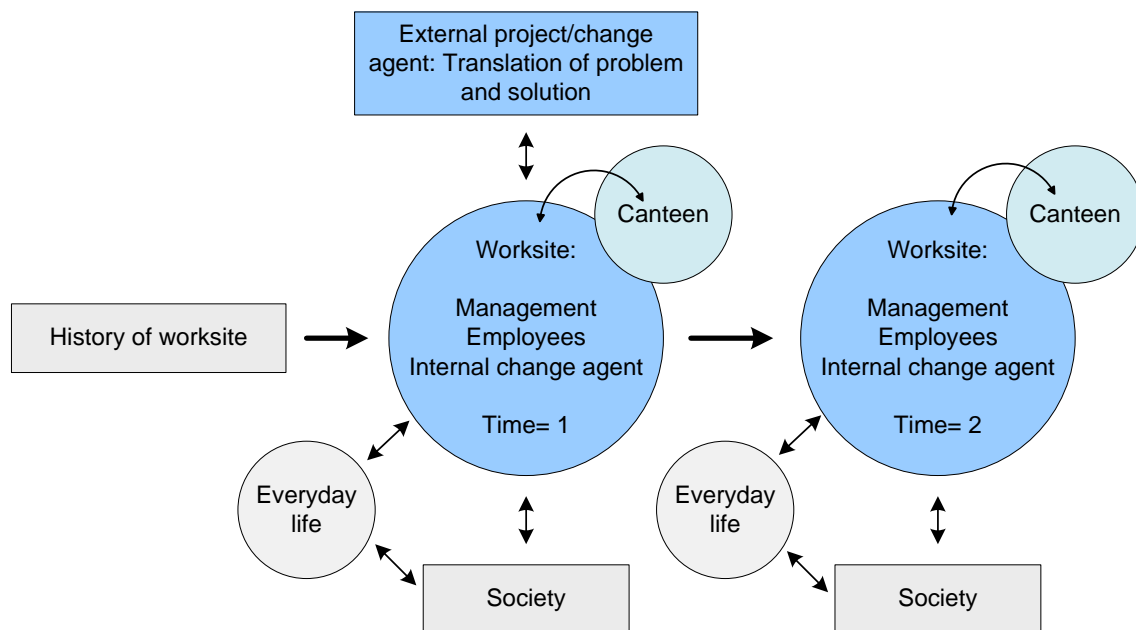 External project/change
agent: Translation of problem
and solution
Canteen
Canteen
Worksite:
Management
Employees
Internal change agent
Time= 1
Worksite:
Management
Employees
Internal change agent
Time= 2
History of worksite
Everyday
life
Everyday
life
Society
Society